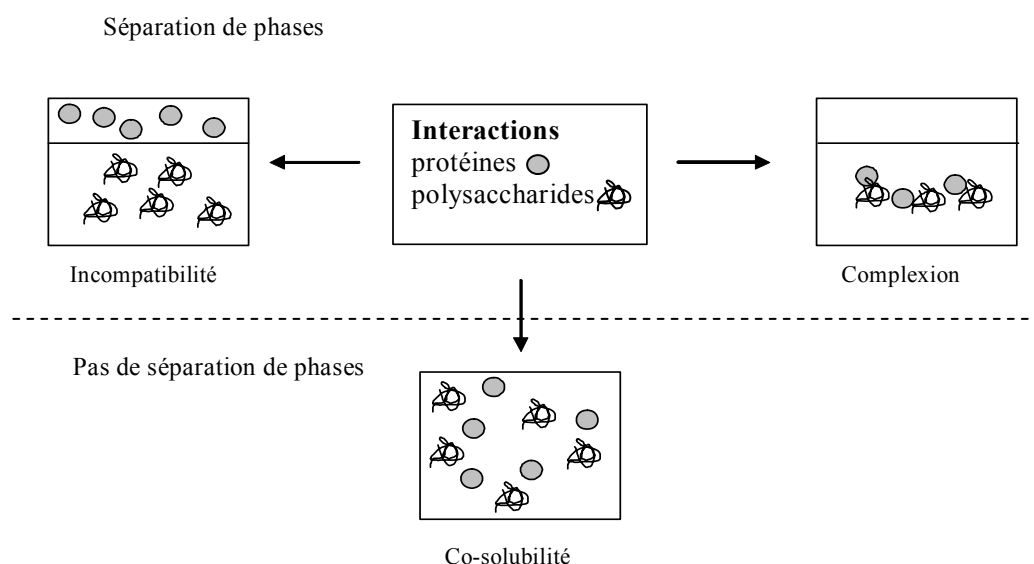 Séparation de phases
Interactions
protéines
polysaccharides
Incompatibilité
Complexion
Pas de séparation de phases
Co-solubilité